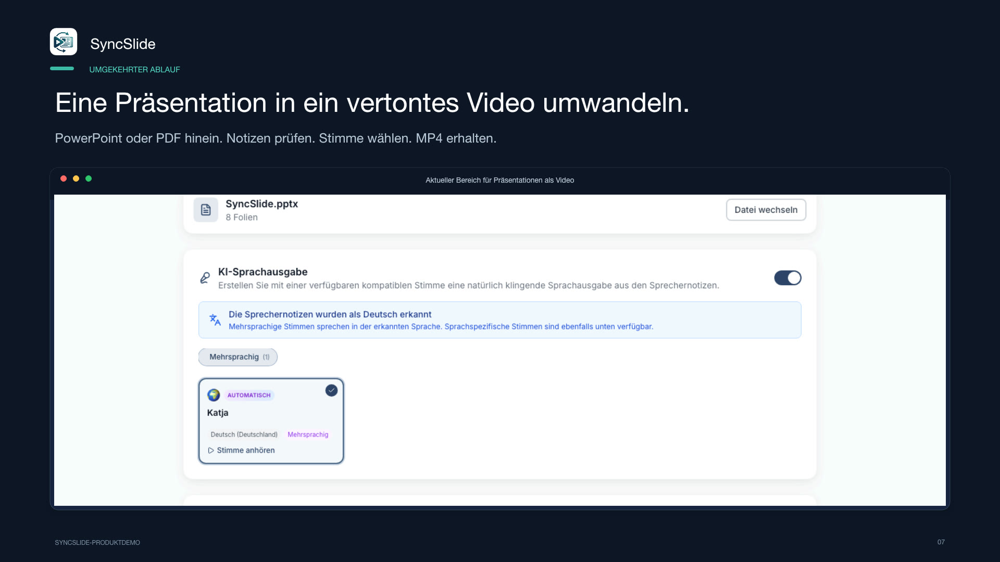 SyncSlide
UMGEKEHRTER ABLAUF
Eine Präsentation in ein vertontes Video umwandeln.
PowerPoint oder PDF hinein. Notizen prüfen. Stimme wählen. MP4 erhalten.
Aktueller Bereich für Präsentationen als Video
SyncSlide.pptx
8 Folien
Datei wechseln
KI-Sprachausgabe
Erstellen Sie mit einer verfügbaren kompatiblen Stimme eine natürlich klingende Sprachausgabe aus den Sprechernotizen.
Die Sprechernotizen wurden als Deutsch erkannt
Mehrsprachige Stimmen sprechen in der erkannten Sprache. Sprachspezifische Stimmen sind ebenfalls unten verfügbar.
Mehrsprachig (1)
AUTOMATISCH
Katja
Deutsch (Deutschland) Mehrsprachig
Stimme anhören
SYNCSLIDE-PRODUKTDEMO
07